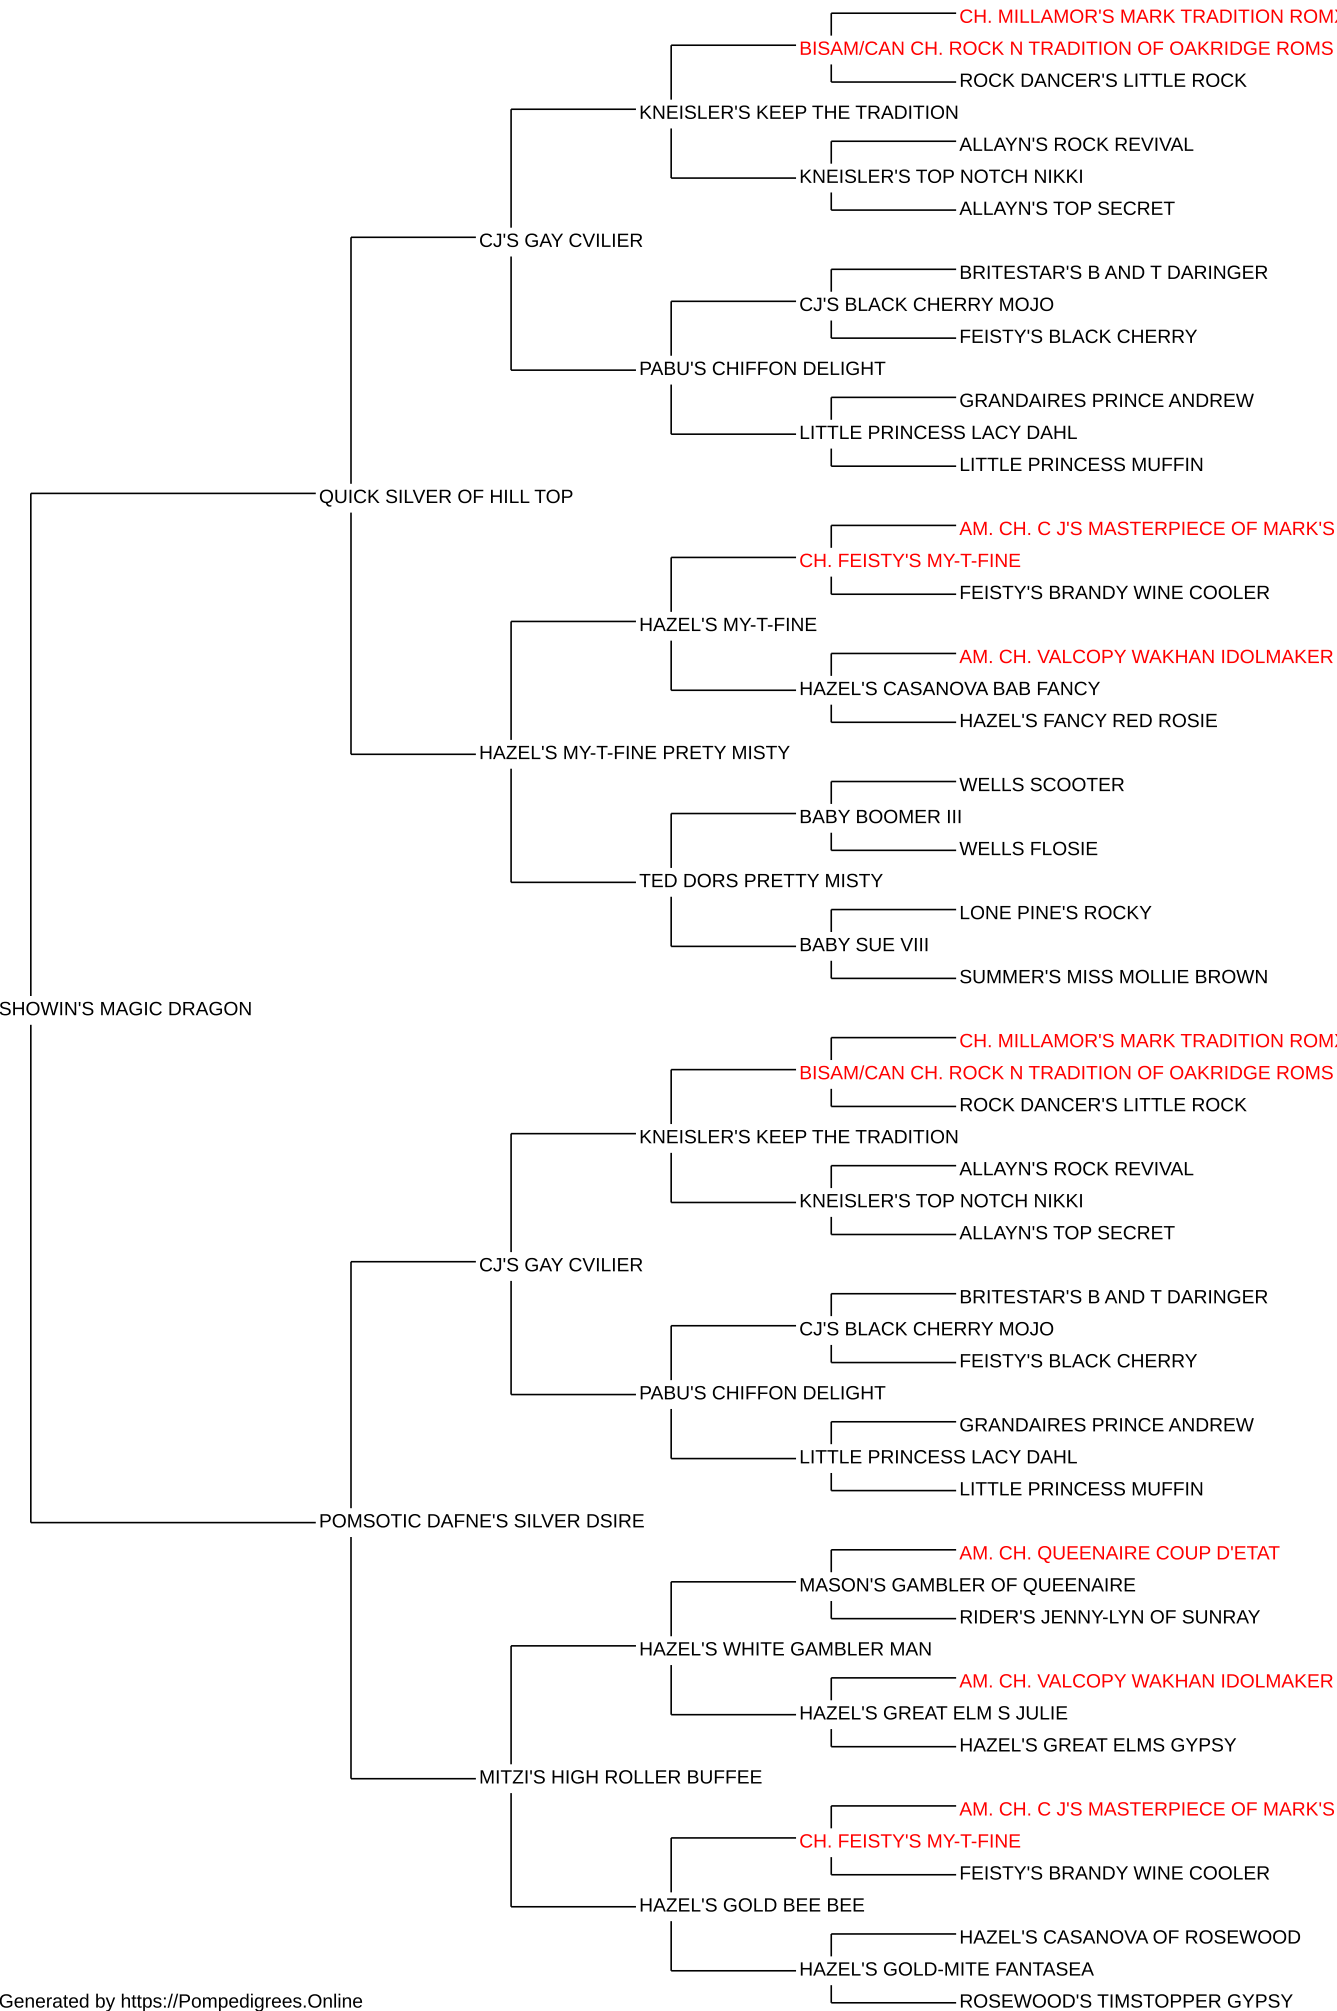 CH. MILLAMOR'S MARK TRADITION ROMX
BISAM/CAN CH. ROCK N TRADITION OF OAKRIDGE ROMS
ROCK DANCER'S LITTLE ROCK
KNEISLER'S KEEP THE TRADITION
ALLAYN'S ROCK REVIVAL
KNEISLER'S TOP NOTCH NIKKI
ALLAYN'S TOP SECRET
CJ'S GAY CVILIER
BRITESTAR'S B AND T DARINGER
CJ'S BLACK CHERRY MOJO
FEISTY'S BLACK CHERRY
PABU'S CHIFFON DELIGHT
GRANDAIRES PRINCE ANDREW
LITTLE PRINCESS LACY DAHL
LITTLE PRINCESS MUFFIN
QUICK SILVER OF HILL TOP
AM. CH. C J'S MASTERPIECE OF MARK'S
CH. FEISTY'S MY-T-FINE
FEISTY'S BRANDY WINE COOLER
HAZEL'S MY-T-FINE
AM. CH. VALCOPY WAKHAN IDOLMAKER
HAZEL'S CASANOVA BAB FANCY
HAZEL'S FANCY RED ROSIE
HAZEL'S MY-T-FINE PRETY MISTY
WELLS SCOOTER
BABY BOOMER III
WELLS FLOSIE
TED DORS PRETTY MISTY
LONE PINE'S ROCKY
BABY SUE VIII
SUMMER'S MISS MOLLIE BROWN
SHOWIN'S MAGIC DRAGON
CH. MILLAMOR'S MARK TRADITION ROMX
BISAM/CAN CH. ROCK N TRADITION OF OAKRIDGE ROMS
ROCK DANCER'S LITTLE ROCK
KNEISLER'S KEEP THE TRADITION
ALLAYN'S ROCK REVIVAL
KNEISLER'S TOP NOTCH NIKKI
ALLAYN'S TOP SECRET
CJ'S GAY CVILIER
BRITESTAR'S B AND T DARINGER
CJ'S BLACK CHERRY MOJO
FEISTY'S BLACK CHERRY
PABU'S CHIFFON DELIGHT
GRANDAIRES PRINCE ANDREW
LITTLE PRINCESS LACY DAHL
LITTLE PRINCESS MUFFIN
POMSOTIC DAFNE'S SILVER DSIRE
AM. CH. QUEENAIRE COUP D'ETAT
MASON'S GAMBLER OF QUEENAIRE
RIDER'S JENNY-LYN OF SUNRAY
HAZEL'S WHITE GAMBLER MAN
AM. CH. VALCOPY WAKHAN IDOLMAKER
HAZEL'S GREAT ELM S JULIE
HAZEL'S GREAT ELMS GYPSY
MITZI'S HIGH ROLLER BUFFEE
AM. CH. C J'S MASTERPIECE OF MARK'S
CH. FEISTY'S MY-T-FINE
FEISTY'S BRANDY WINE COOLER
HAZEL'S GOLD BEE BEE
HAZEL'S CASANOVA OF ROSEWOOD
HAZEL'S GOLD-MITE FANTASEA
ROSEWOOD'S TIMSTOPPER GYPSY
Generated by https://Pompedigrees.Online